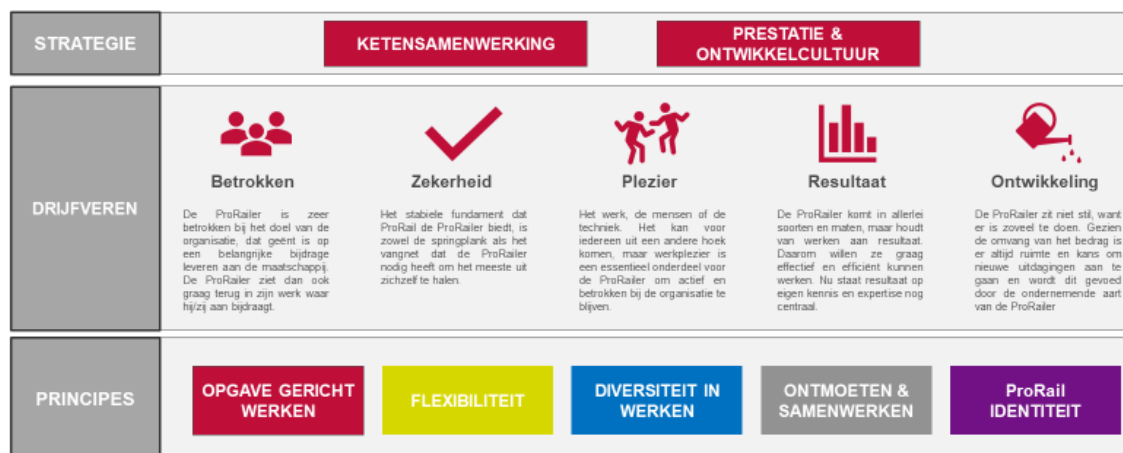 STRATEGIE
KETENSAMENWERKING
PRESTATIE &
ONTWIKKELCULTUUR
DRIJFVEREN
Betrokken
De ProRailer is zeer
betrokken bij het doel van de
organisatie, dat geënt is op
een belangrijke bijdrage
leveren aan de maatschappij.
De ProRailer ziet dan ook
graag terug in zijn werk waar
hij/zij aan bijdraagt.
Zekerheid
Het stabiele fundament dat
ProRail de ProRailer biedt, is
zowel de springplank als het
vangnet dat de ProRailer
nodig heeft om het meeste uit
zichzelf te halen.
Plezier
Het werk, de mensen of de
techniek. Het kan voor
iedereen uit een andere hoek
komen, maar werkplezier is
een essentieel onderdeel voor
de ProRailer om actief en
betrokken bij de organisatie te
blijven.
Resultaat
De ProRailer komt in allerlei
soorten en maten, maar houdt
van werken aan resultaat.
Daarom willen ze graag
effectief en efficiënt kunnen
werken. Nu staat resultaat op
eigen kennis en expertise nog
centraal.
Ontwikkeling
De ProRailer zit niet stil, want
er is zoveel te doen. Gezien
de omvang van het bedrag is
er altijd ruimte en kans om
nieuwe uitdagingen aan te
gaan en wordt dit gevoed
door de ondernemende aart
van de ProRailer
PRINCIPES
OPGAVE GERICHT
WERKEN
FLEXIBILITEIT
DIVERSITEIT IN
WERKEN
ONTMOETEN &
SAMENWERKEN
ProRail
IDENTITEIT